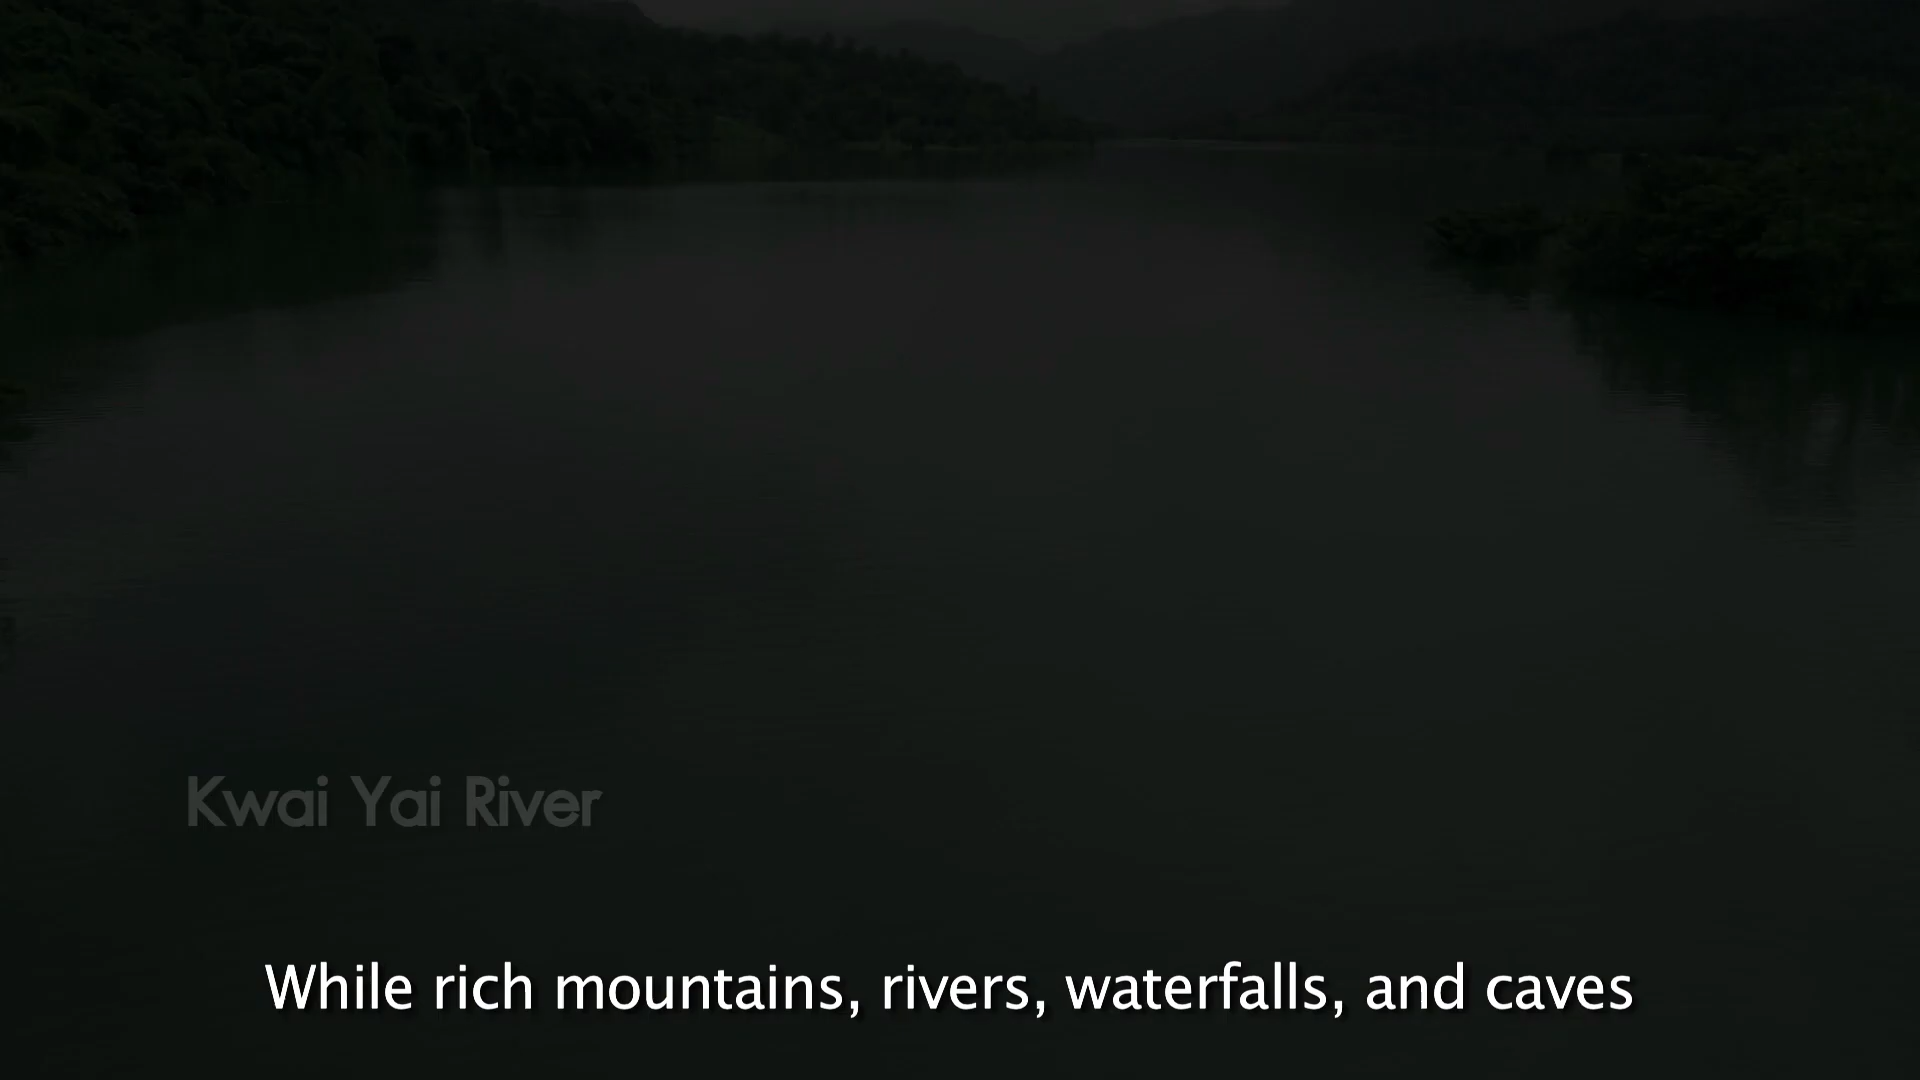 Kwai Yai River
While rich mountains, rivers, waterfalls, and caves